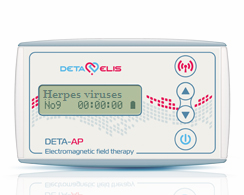 DETA ELIS
Herpes viruses
No9 00:00:00
DETA-AP
Electromagnetic field therapy